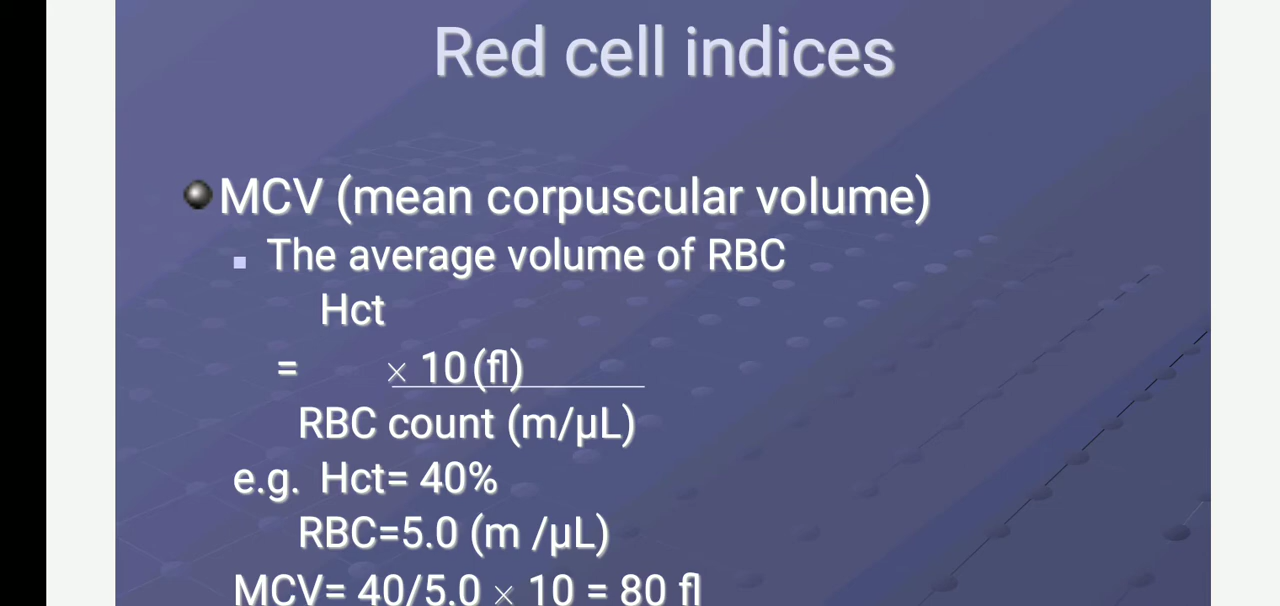 Red cell indices
MCV (mean corpuscular volume)
The average volume of RBC
Hct
= × 10 (fl)
RBC count (m/µL)
e.g. Hct= 40%
RBC=5.0 (m /µL)
MCV= 40/5.0 × 10 = 80 fl